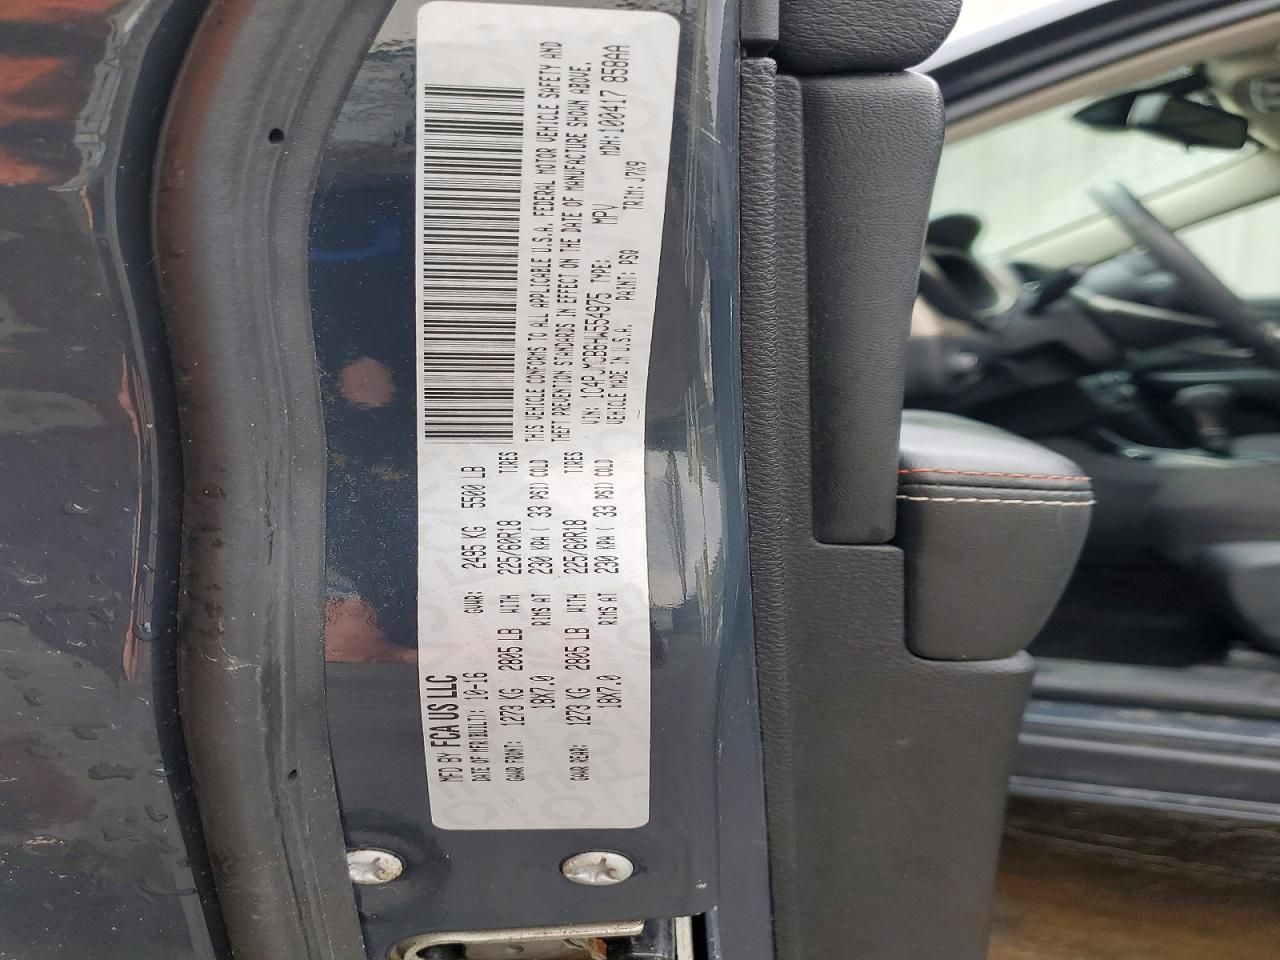 MFD BY FCA US LLC
DATE OF MFR(BUILT): 10-16 GVWR: 2495 KG 5500 LB
GAWR FRONT: 1273 KG 2805 LB WITH 225/60R18 TIRES
18X7.0 RIMS AT 230 KPA ( 33 PSI) COLD
GAWR REAR: 1273 KG 2805 LB WITH 225/60R18 TIRES
18X7.0 RIMS AT 230 KPA ( 33 PSI) COLD
THIS VEHICLE CONFORMS TO ALL APPLICABLE U.S.A. FEDERAL MOTOR VEHICLE SAFETY AND
THEFT PREVENTION STANDARDS IN EFFECT ON THE DATE OF MANUFACTURE SHOWN ABOVE.
VIN: 1C4PJMCB6HW554975 TYPE: MPV MDH:100417 858AA
VEHICLE MADE IN U.S.A. PAINT: PSQ TRIM: J7X9